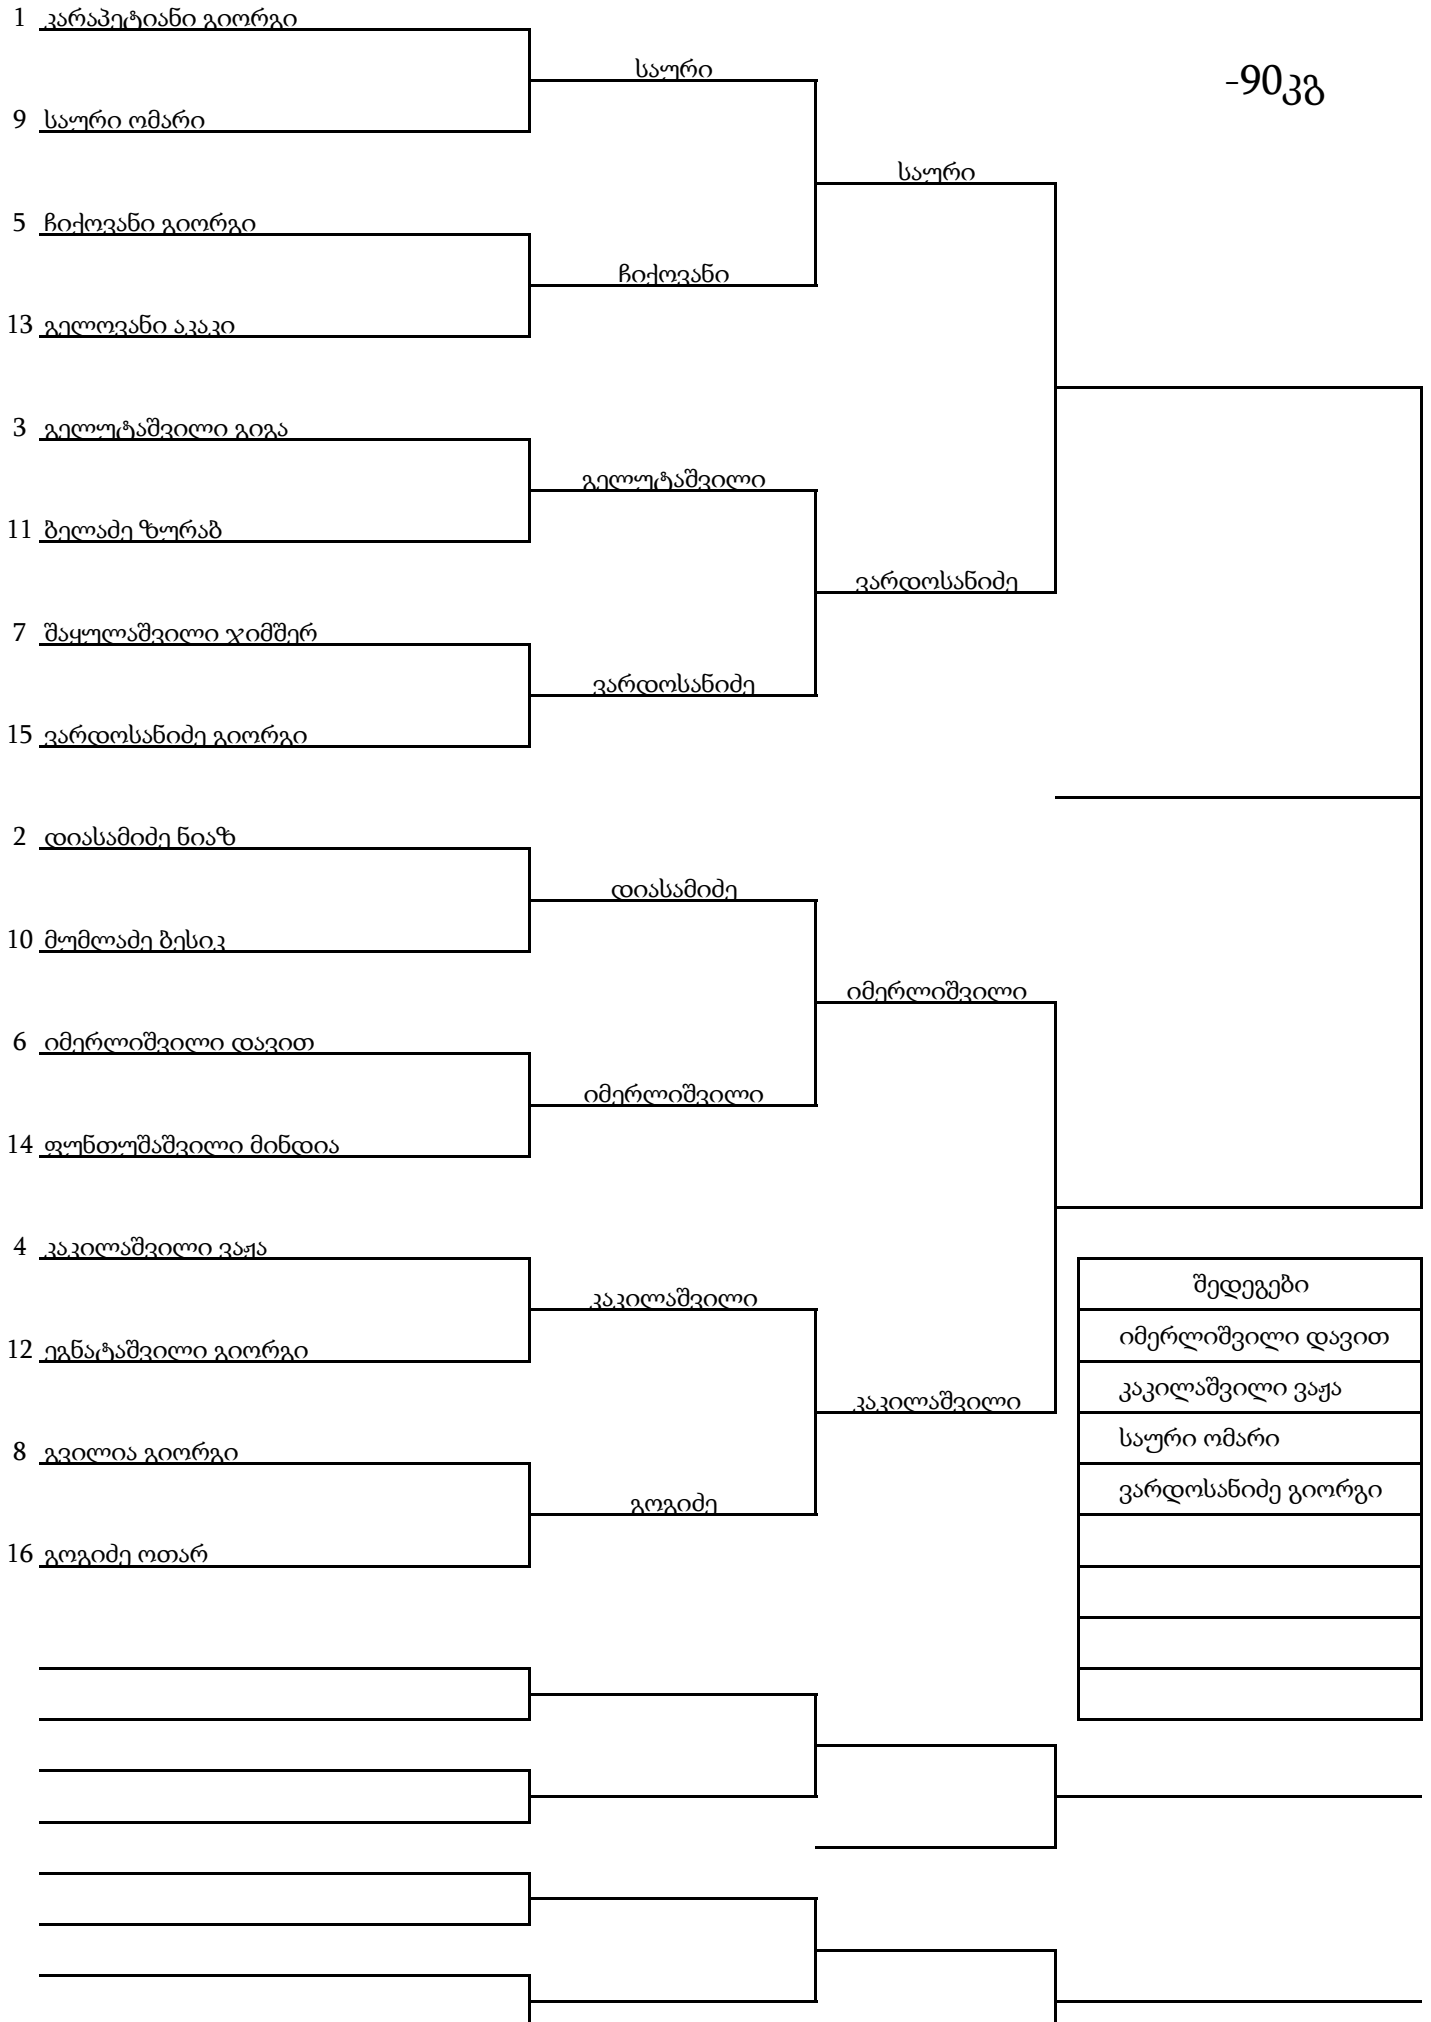 1 კარაპეტიანი გიორგი
საური
-90კგ
9 საური ომარი
საური
5 ჩიქოვანი გიორგი
ჩიქოვანი
13 გელოვანი აკაკი
3 გელუტაშვილი გიგა
გელუტაშვილი
11 ბელაძე ზურაბ
ვარდოსანიძე
7 შაყულაშვილი ჯიმშერ
ვარდოსანიძე
15 ვარდოსანიძე გიორგი
2 დიასამიძე ნიაზ
დიასამიძე
10 მუმლაძე ბესიკ
იმერლიშვილი
6 იმერლიშვილი დავით
იმერლიშვილი
14 ფუნთუშაშვილი მინდია
4 კაკილაშვილი ვაჟა
კაკილაშვილი
12 ეგნატაშვილი გიორგი
კაკილაშვილი
8 გვილია გიორგი
გოგიძე
16 გოგიძე ოთარ
შედეგები
იმერლიშვილი დავით
კაკილაშვილი ვაჟა
საური ომარი
ვარდოსანიძე გიორგი